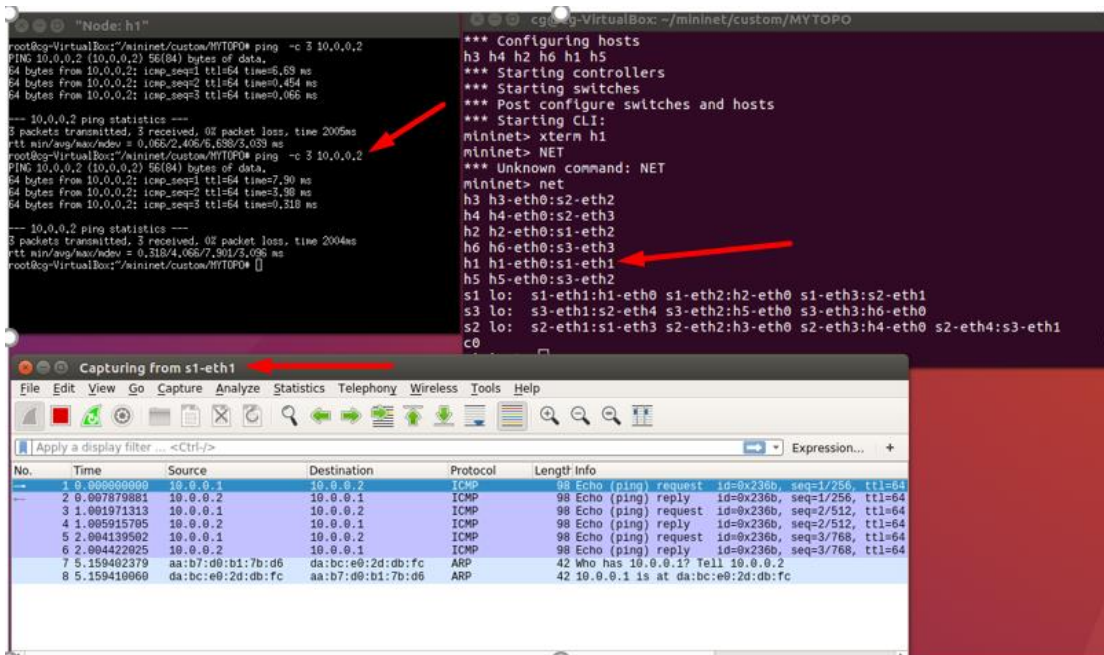 "Node: h1"
root@cg-VirtualBox:~/mininet/custom/MYTOPO# ping -c 3 10.0.0.2
PING 10.0.0.2 (10.0.0.2) 56(84) bytes of data.
64 bytes from 10.0.0.2: icmp_seq=1 ttl=64 time=6.69 ms
64 bytes from 10.0.0.2: icmp_seq=2 ttl=64 time=0.454 ms
64 bytes from 10.0.0.2: icmp_seq=3 ttl=64 time=0.066 ms
--- 10.0.0.2 ping statistics ---
3 packets transmitted, 3 received, 0% packet loss, time 2005ms
rtt min/avg/max/mdev = 0.066/2.406/6.698/3.039 ms
root@cg-VirtualBox:~/mininet/custom/MYTOPO# ping -c 3 10.0.0.2
PING 10.0.0.2 (10.0.0.2) 56(84) bytes of data.
64 bytes from 10.0.0.2: icmp_seq=1 ttl=64 time=7.90 ms
64 bytes from 10.0.0.2: icmp_seq=2 ttl=64 time=3.98 ms
64 bytes from 10.0.0.2: icmp_seq=3 ttl=64 time=0.318 ms
--- 10.0.0.2 ping statistics ---
3 packets transmitted, 3 received, 0% packet loss, time 2004ms
rtt min/avg/max/mdev = 0.318/4.066/7.901/3.096 ms
root@cg-VirtualBox:~/mininet/custom/MYTOPO#
cg@cg-VirtualBox: ~/mininet/custom/MYTOPO
*** Configuring hosts
h3 h4 h2 h6 h1 h5
*** Starting controllers
*** Starting switches
*** Post configure switches and hosts
*** Starting CLI:
mininet> xterm h1
mininet> NET
*** Unknown command: NET
mininet> net
h3 h3-eth0:s2-eth2
h4 h4-eth0:s2-eth3
h2 h2-eth0:s1-eth2
h6 h6-eth0:s3-eth3
h1 h1-eth0:s1-eth1
h5 h5-eth0:s3-eth2
s1 lo:  s1-eth1:h1-eth0 s1-eth2:h2-eth0 s1-eth3:s2-eth1
s3 lo:  s3-eth1:s2-eth4 s3-eth2:h5-eth0 s3-eth3:h6-eth0
s2 lo:  s2-eth1:s1-eth3 s2-eth2:h3-eth0 s2-eth3:h4-eth0 s2-eth4:s3-eth1
c0
Capturing from s1-eth1
File Edit View Go Capture Analyze Statistics Telephony Wireless Tools Help
Apply a display filter ... <Ctrl-/> Expression... +
No. Time Source Destination Protocol Length Info
1 0.000000000 10.0.0.1 10.0.0.2 ICMP 98 Echo (ping) request id=0x236b, seq=1/256, ttl=64
2 0.007879881 10.0.0.2 10.0.0.1 ICMP 98 Echo (ping) reply id=0x236b, seq=1/256, ttl=64
3 1.001971313 10.0.0.1 10.0.0.2 ICMP 98 Echo (ping) request id=0x236b, seq=2/512, ttl=64
4 1.005915705 10.0.0.2 10.0.0.1 ICMP 98 Echo (ping) reply id=0x236b, seq=2/512, ttl=64
5 2.004139502 10.0.0.1 10.0.0.2 ICMP 98 Echo (ping) request id=0x236b, seq=3/768, ttl=64
6 2.004422025 10.0.0.2 10.0.0.1 ICMP 98 Echo (ping) reply id=0x236b, seq=3/768, ttl=64
7 5.159402379 aa:b7:d0:b1:7b:d6 da:bc:e0:2d:db:fc ARP 42 Who has 10.0.0.1? Tell 10.0.0.2
8 5.159410060 da:bc:e0:2d:db:fc aa:b7:d0:b1:7b:d6 ARP 42 10.0.0.1 is at da:bc:e0:2d:db:fc